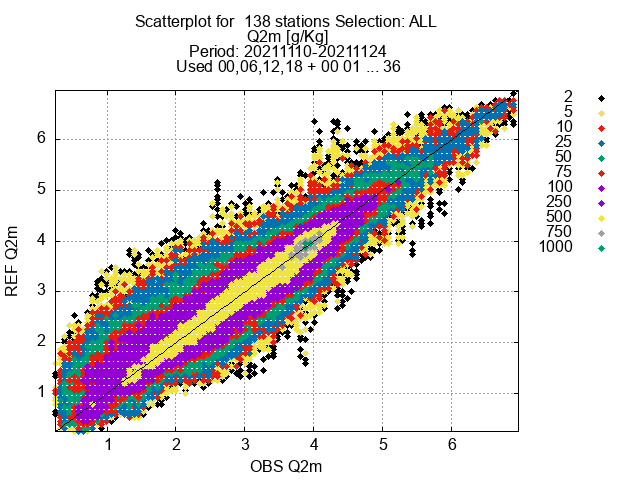 Scatterplot for 138 stations Selection: ALL
Q2m [g/Kg]
Period: 20211110-20211124
Used 00,06,12,18 + 00 01 ... 36
2
5
10
25
50
75
100
250
500
750
1000
REF Q2m
6
5
4
3
2
1
1 2 3 4 5 6
OBS Q2m